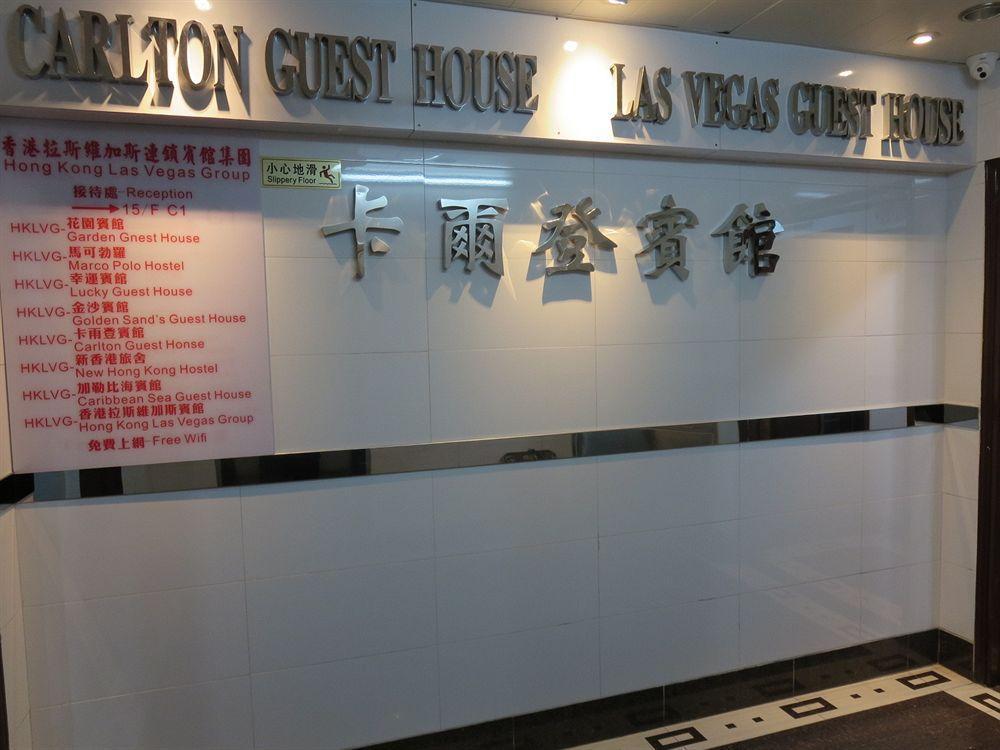 CARLTON GUEST HOUSE LAS VEGAS GUEST HOUSE
香港拉斯維加斯連鎖賓館集團
Hong Kong Las Vegas Group
接待處-Reception
15/F C1
HKLVG-花園賓館
Garden Gnest House
HKLVG-馬可勃羅
Marco Polo Hostel
HKLVG-幸運賓館
Lucky Guest House
HKLVG-金沙賓館
Golden Sand's Guest House
HKLVG-卡雨登賓館
Carlton Guest Honse
HKLVG-新香港旅舍
New Hong Kong Hostel
HKLVG-加勒比海賓館
Caribbean Sea Guest House
HKLVG-香港拉斯維加斯賓館
Hong Kong Las Vegas Group
免費上網-Free Wifi
小心地滑
Slippery Floor
卡爾登賓館